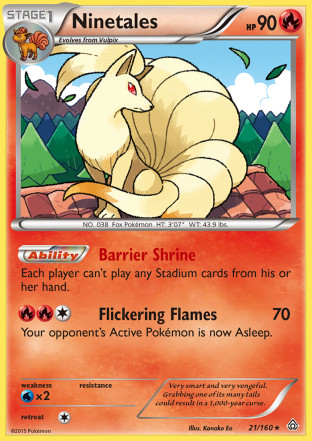 STAGE1 Ninetales HP90
Evolves from Vulpix
NO. 038 Fox Pokémon HT: 3'07" WT: 43.9 lbs.
Ability Barrier Shrine
Each player can't play any Stadium cards from his or
her hand.
Flickering Flames 70
Your opponent's Active Pokémon is now Asleep.
weakness resistance
×2
retreat
Very smart and very vengeful.
Grabbing one of its many tails
could result in a 1,000-year curse.
©2015 Pokémon Illus. Kanako Eo 21/160 ★